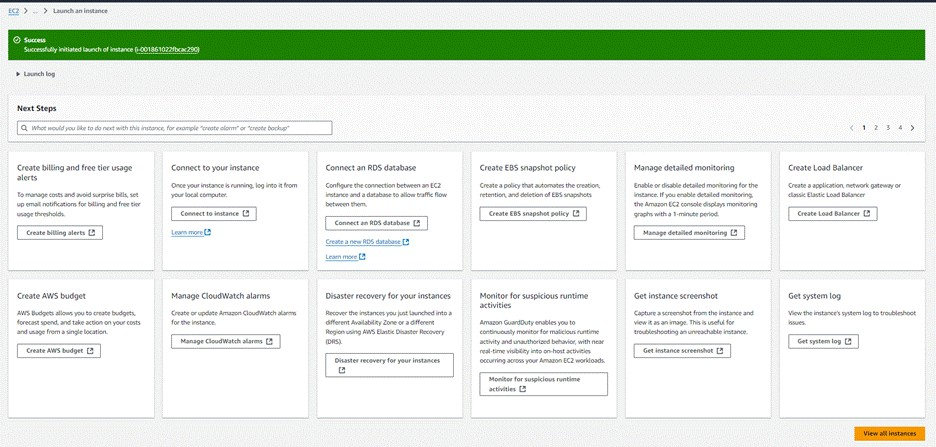 EC2 > ... > Launch an instance
Success
Successfully initiated launch of instance (i-001861022fbcac290)
Launch log
Next Steps
What would you like to do next with this instance, for example "create alarm" or "create backup"
1 2 3 4
Create billing and free tier usage
alerts
To manage costs and avoid surprise bills, set
up email notifications for billing and free tier
usage thresholds.
Create billing alerts
Connect to your instance
Once your instance is running, log into it from
your local computer.
Connect to instance
Learn more
Connect an RDS database
Configure the connection between an EC2
instance and a database to allow traffic flow
between them.
Connect an RDS database
Create a new RDS database
Learn more
Create EBS snapshot policy
Create a policy that automates the creation,
retention, and deletion of EBS snapshots
Create EBS snapshot policy
Manage detailed monitoring
Enable or disable detailed monitoring for the
instance. If you enable detailed monitoring,
the Amazon EC2 console displays monitoring
graphs with a 1-minute period.
Manage detailed monitoring
Create Load Balancer
Create a application, network gateway or
classic Elastic Load Balancer
Create Load Balancer
Create AWS budget
AWS Budgets allows you to create budgets,
forecast spend, and take action on your costs
and usage from a single location.
Create AWS budget
Manage CloudWatch alarms
Create or update Amazon CloudWatch alarms
for the instance.
Manage CloudWatch alarms
Disaster recovery for your instances
Recover the instances you just launched into a
different Availability Zone or a different
Region using AWS Elastic Disaster Recovery
(DRS).
Disaster recovery for your instances
Monitor for suspicious runtime
activities
Amazon GuardDuty enables you to
continuously monitor for malicious runtime
activity and unauthorized behavior, with near
real-time visibility into on-host activities
occurring across your Amazon EC2 workloads.
Monitor for suspicious runtime
activities
Get instance screenshot
Capture a screenshot from the instance and
view it as an image. This is useful for
troubleshooting an unreachable instance.
Get instance screenshot
Get system log
View the instance's system log to troubleshoot
issues.
Get system log
View all instances